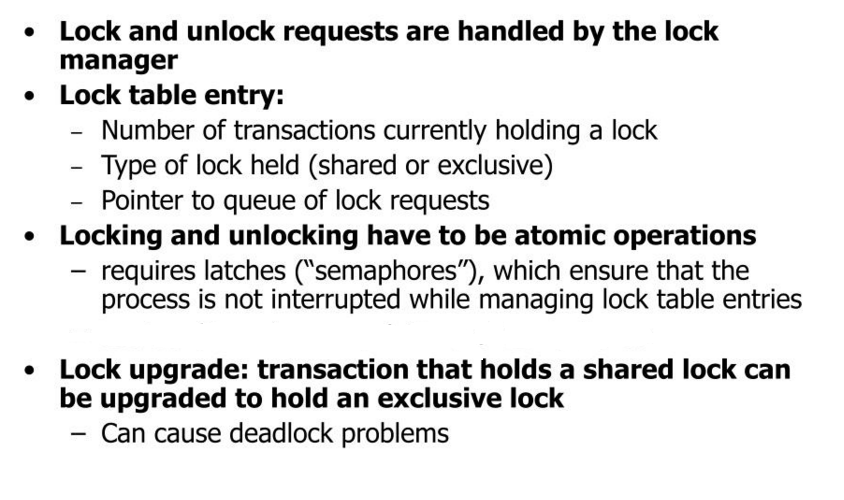 • Lock and unlock requests are handled by the lock
manager
• Lock table entry:
– Number of transactions currently holding a lock
– Type of lock held (shared or exclusive)
– Pointer to queue of lock requests
• Locking and unlocking have to be atomic operations
– requires latches (“semaphores”), which ensure that the
process is not interrupted while managing lock table entries
• Lock upgrade: transaction that holds a shared lock can
be upgraded to hold an exclusive lock
– Can cause deadlock problems